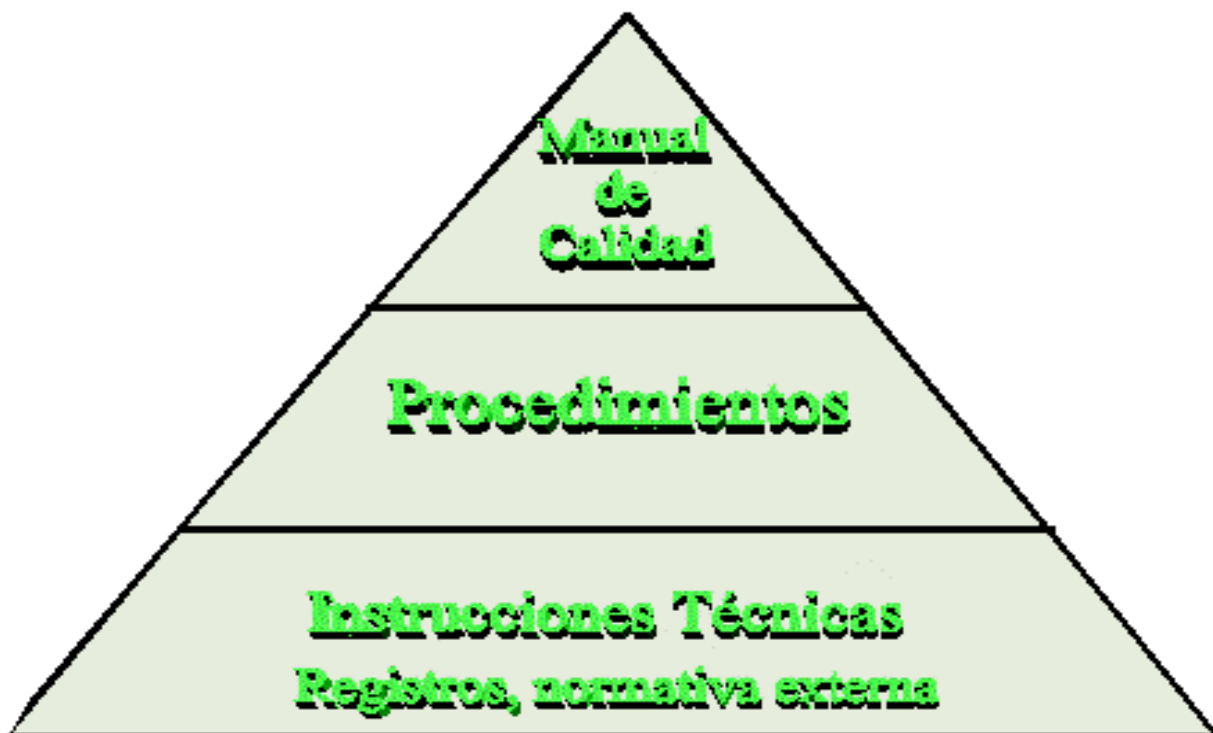 Manual
de
Calidad
Procedimientos
Instrucciones Técnicas
Registros, normativa externa